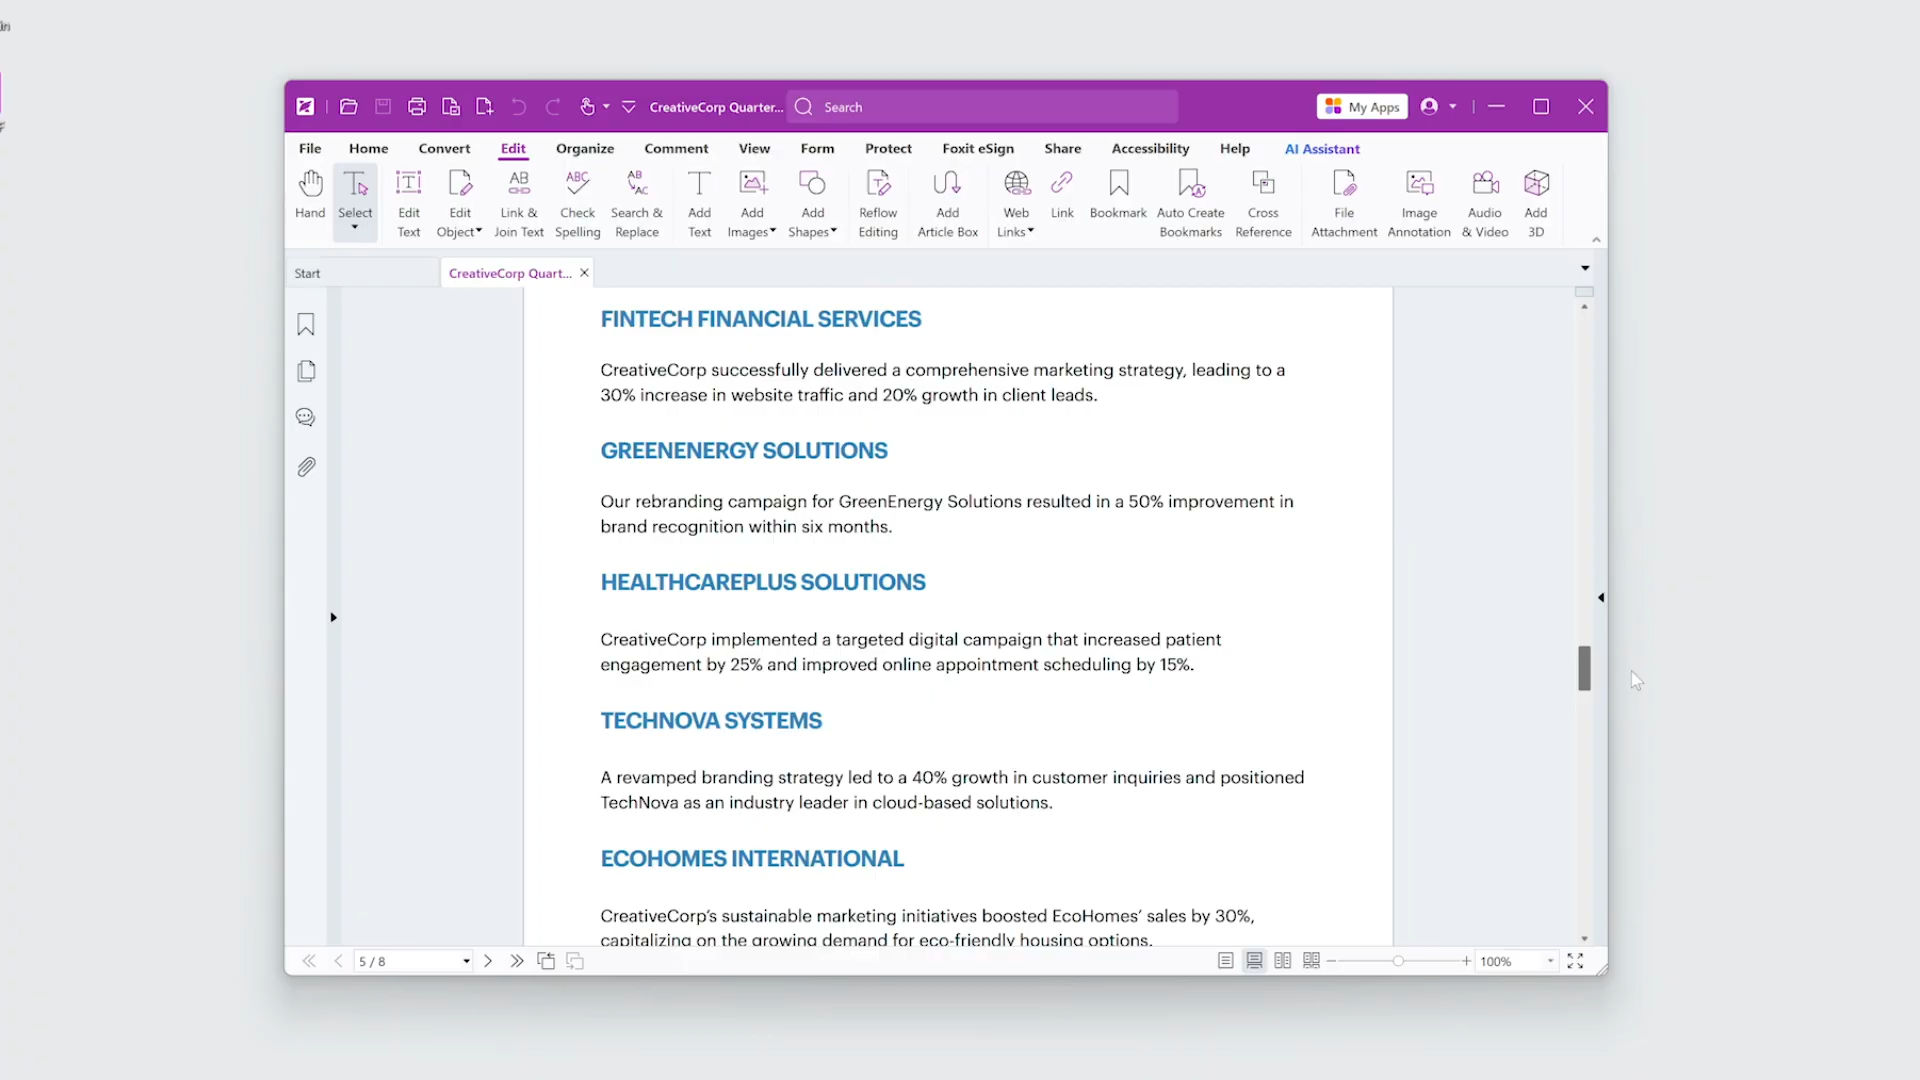 CreativeCorp Quarter...
Search
My Apps
File Home Convert Edit Organize Comment View Form Protect Foxit eSign Share Accessibility Help AI Assistant
Hand
Select
Edit Text
Edit Object
Link & Join Text
Check Spelling
Search & Replace
Add Text
Add Images
Add Shapes
Reflow Editing
Add Article Box
Web Links
Link
Bookmark
Auto Create Bookmarks
Cross Reference
File Attachment
Image Annotation
Audio & Video
Add 3D
Start
CreativeCorp Quart...
FINTECH FINANCIAL SERVICES
CreativeCorp successfully delivered a comprehensive marketing strategy, leading to a
30% increase in website traffic and 20% growth in client leads.
GREENENERGY SOLUTIONS
Our rebranding campaign for GreenEnergy Solutions resulted in a 50% improvement in
brand recognition within six months.
HEALTHCAREPLUS SOLUTIONS
CreativeCorp implemented a targeted digital campaign that increased patient
engagement by 25% and improved online appointment scheduling by 15%.
TECHNOVA SYSTEMS
A revamped branding strategy led to a 40% growth in customer inquiries and positioned
TechNova as an industry leader in cloud-based solutions.
ECOHOMES INTERNATIONAL
CreativeCorp's sustainable marketing initiatives boosted EcoHomes' sales by 30%,
capitalizing on the growing demand for eco-friendly housing options.
5 / 8
100%